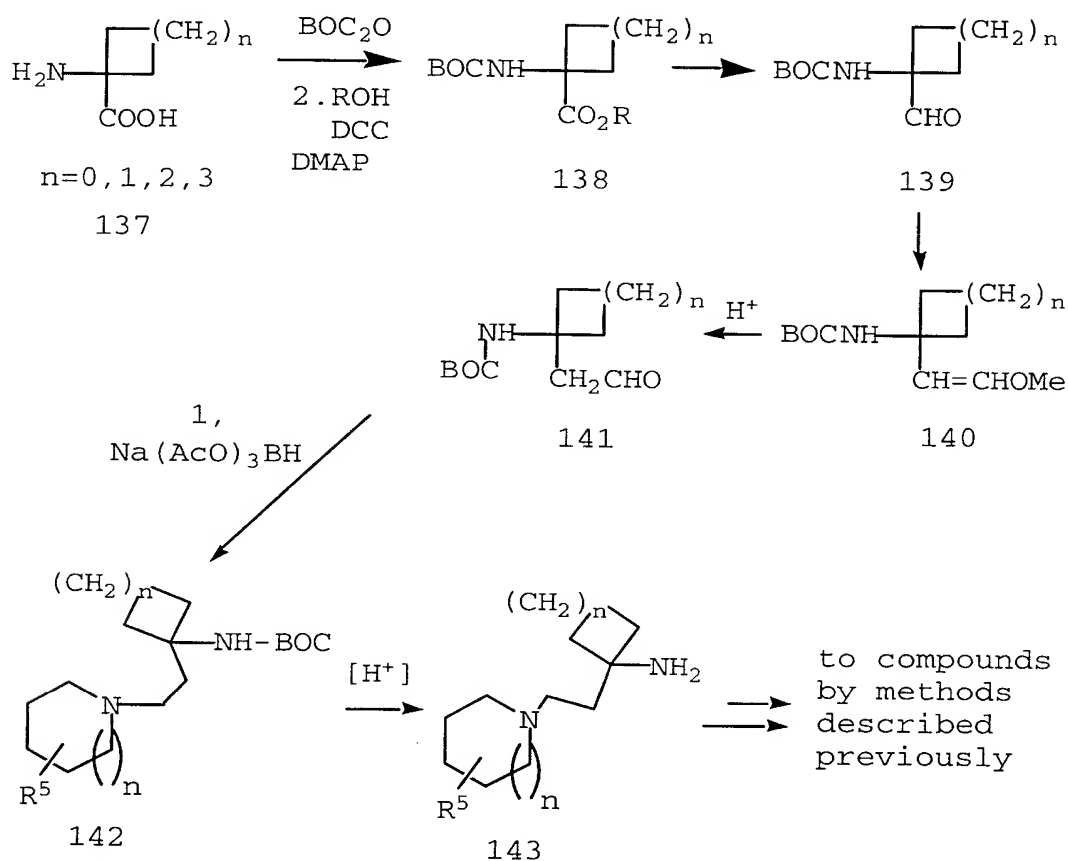 H₂N
(CH₂)ₙ
COOH
n=0,1,2,3
137
BOC₂O
2.ROH
DCC
DMAP
BOCNH
(CH₂)ₙ
CO₂R
138
BOCNH
(CH₂)ₙ
CHO
139
BOCNH
(CH₂)ₙ
CH=CHOMe
140
H⁺
(CH₂)ₙ
NH
BOC
CH₂CHO
141
1,
Na(AcO)₃BH
(CH₂)ₙ
NH-BOC
N
( )ₙ
R⁵
142
[H⁺]
(CH₂)ₙ
NH₂
N
( )ₙ
R⁵
143
to compounds
by methods
described
previously